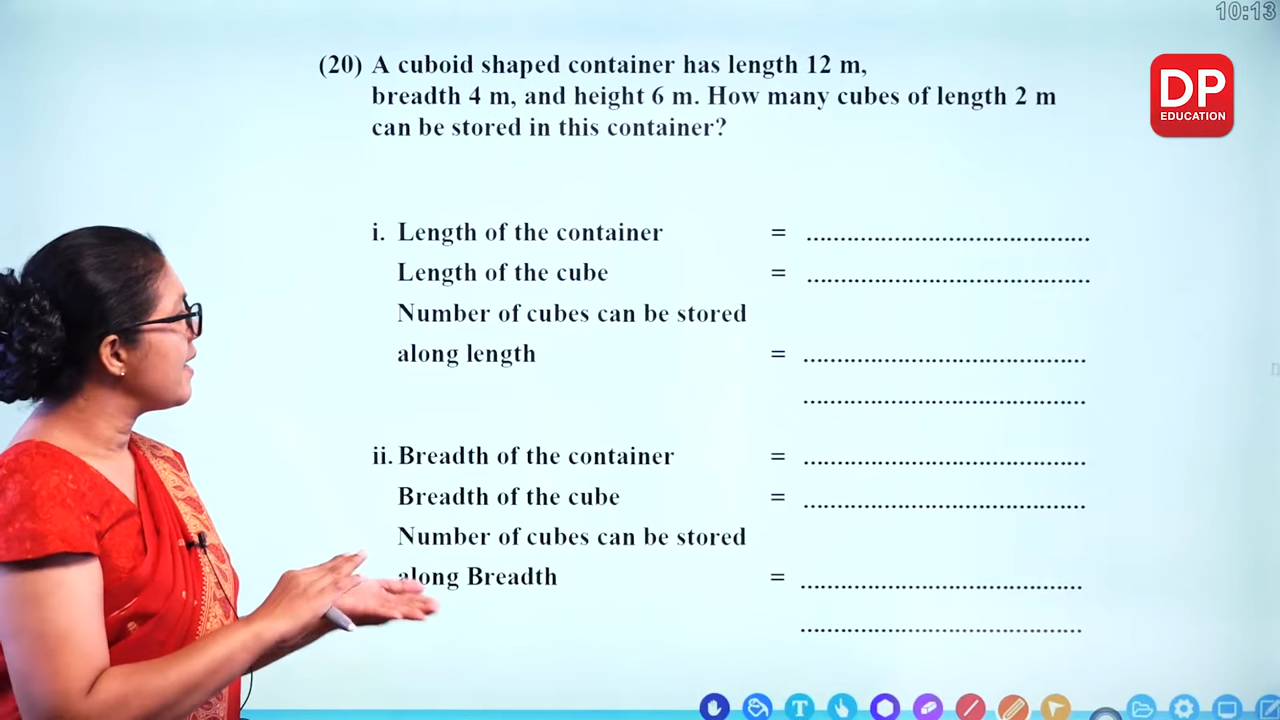 10:13
(20) A cuboid shaped container has length 12 m,
breadth 4 m, and height 6 m. How many cubes of length 2 m
can be stored in this container?
DP
EDUCATION
i. Length of the container = ..........................................
Length of the cube = ..........................................
Number of cubes can be stored
along length = ..........................................
..........................................
ii. Breadth of the container = ..........................................
Breadth of the cube = ..........................................
Number of cubes can be stored
along Breadth = ..........................................
..........................................
T